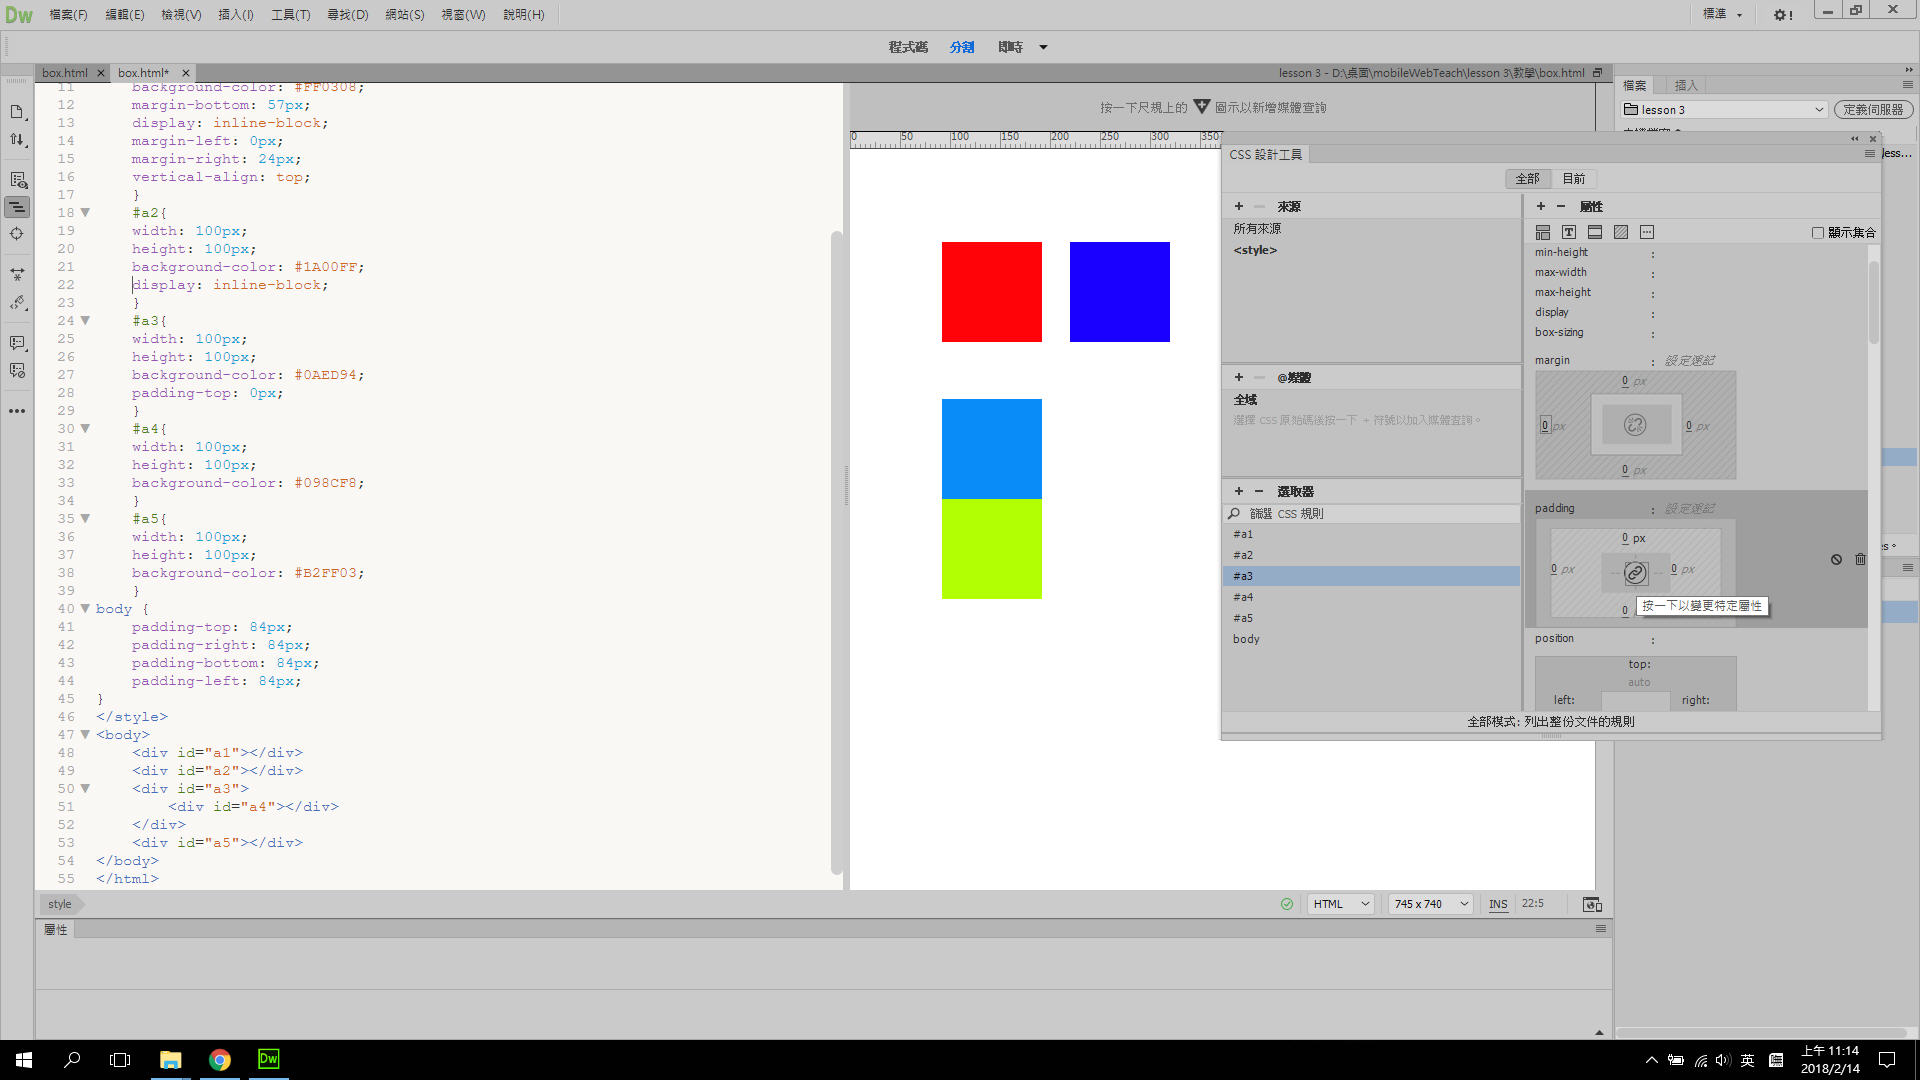 Dw 檔案(F) 編輯(E) 檢視(V) 插入(I) 工具(T) 尋找(D) 網站(S) 視窗(W) 說明(H) 標準
程式碼 分割 即時
box.html box.html* lesson 3 - D:\桌面\mobileWebTeach\lesson 3\教學\box.html
11 background-color: #FF0308;
12 margin-bottom: 57px;
13 display: inline-block;
14 margin-left: 0px;
15 margin-right: 24px;
16 vertical-align: top;
17 }
18 #a2{
19 width: 100px;
20 height: 100px;
21 background-color: #1A00FF;
22 display: inline-block;
23 }
24 #a3{
25 width: 100px;
26 height: 100px;
27 background-color: #0AED94;
28 padding-top: 0px;
29 }
30 #a4{
31 width: 100px;
32 height: 100px;
33 background-color: #098CF8;
34 }
35 #a5{
36 width: 100px;
37 height: 100px;
38 background-color: #B2FF03;
39 }
40 body {
41 padding-top: 84px;
42 padding-right: 84px;
43 padding-bottom: 84px;
44 padding-left: 84px;
45 }
46 </style>
47 <body>
48 <div id="a1"></div>
49 <div id="a2"></div>
50 <div id="a3">
51 <div id="a4"></div>
52 </div>
53 <div id="a5"></div>
54 </body>
55 </html>
按一下尺規上的 圖示以新增媒體查詢
0 50 100 150 200 250 300 350
CSS 設計工具
全部 目前
+ − 來源
所有來源
<style>
+ − @媒體
全域
選擇 CSS 原始碼後按一下 + 符號以加入媒體查詢。
+ − 選取器
篩選 CSS 規則
#a1
#a2
#a3
#a4
#a5
body
+ − 屬性
顯示集合
min-height :
max-width :
max-height :
display :
box-sizing :
margin : 設定速記
0 px
0 px 0 px
0 px
padding : 設定速記
0 px
0 px 0 px
0
按一下以變更特定屬性
position :
top:
auto
left: right:
全部模式: 列出整份文件的規則
檔案 插入
lesson 3 定義伺服器
less...
style HTML 745 x 740 INS 22:5
屬性
Dw
英
上午 11:14
2018/2/14